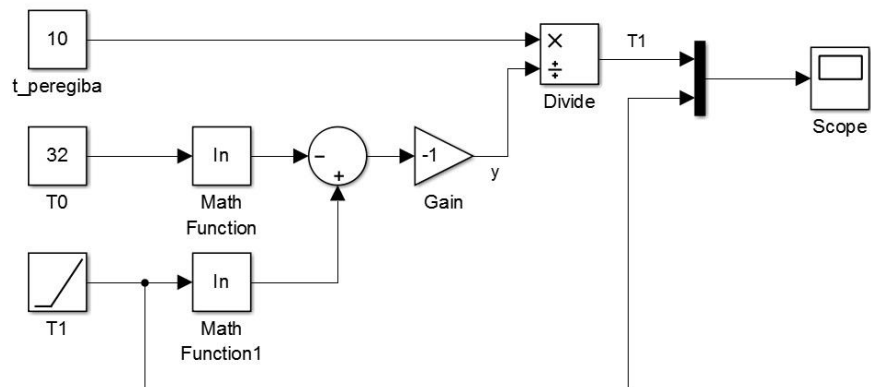 10
t_peregiba
×
÷
Divide
T1
Scope
32
T0
ln
Math
Function
−
+
-1
Gain
y
T1
ln
Math
Function1